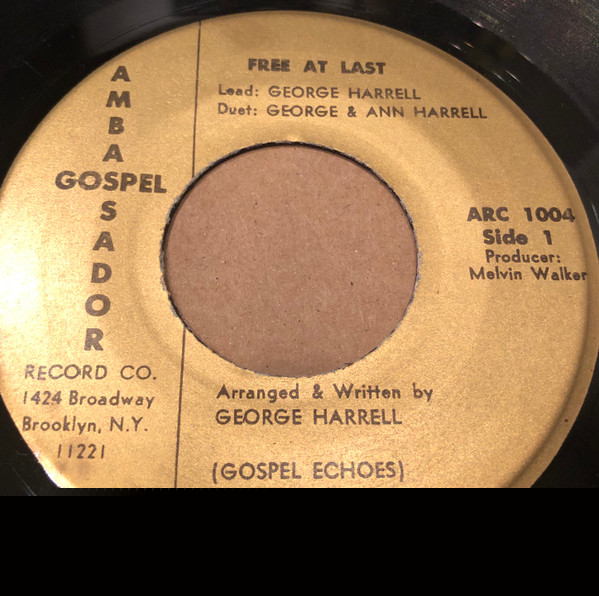 AMBASSADOR
GOSPEL
RECORD CO.
1424 Broadway
Brooklyn, N.Y.
11221
FREE AT LAST
Lead: GEORGE HARRELL
Duet: GEORGE & ANN HARRELL
ARC 1004
Side 1
Producer:
Melvin Walker
Arranged & Written by
GEORGE HARRELL
(GOSPEL ECHOES)